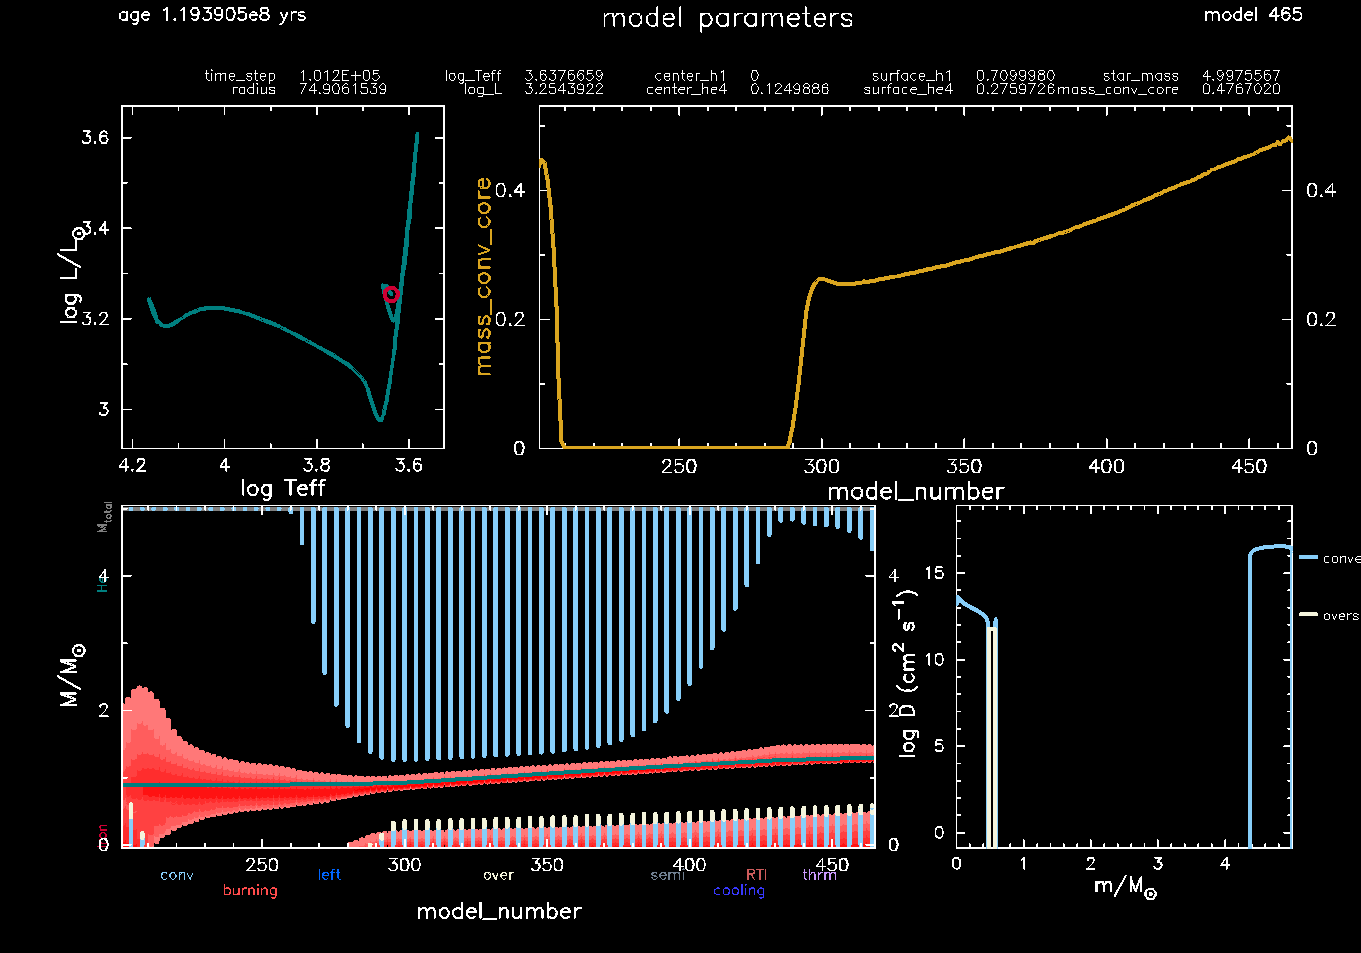 age 1.193905e8 yrs
model parameters
model 465
time_step 1.012E+05 log_Teff 3.6376659 center_h1 0 surface_h1 0.7099980 star_mass 4.9975567
radius 74.9061539 log_L 3.2543922 center_he4 0.1249886 surface_he4 0.2759726 mass_conv_core 0.4767020
log L/L⊙
3.6
3.4
3.2
3
4.2 4 3.8 3.6
log Teff
mass_conv_core
0.4 0.4
0.2 0.2
0 0
250 300 350 400 450
model_number
M/M⊙
Mtotal
He
4 4
2 2
0 0
250 300 350 400 450
conv left over semi RTI thrm
burning cooling
model_number
log D (cm² s⁻¹)
15
10
5
0
0 1 2 3 4
m/M⊙
conve
overs